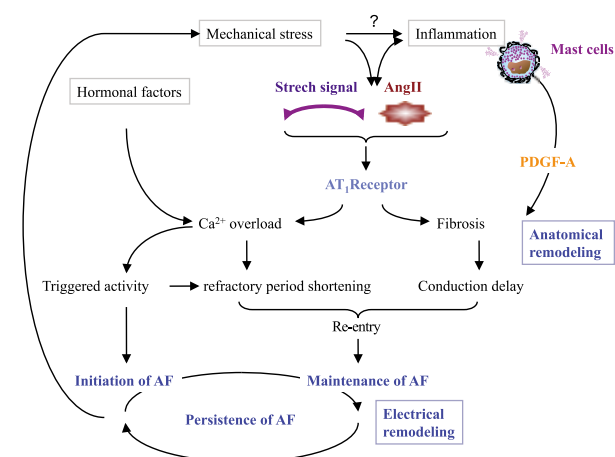 ?
Mechanical stress
Inflammation
Mast cells
Hormonal factors
Strech signal
AngII
PDGF-A
AT₁Receptor
Ca²⁺ overload
Fibrosis
Anatomical
remodeling
Triggered activity
refractory period shortening
Conduction delay
Re-entry
Initiation of AF
Maintenance of AF
Persistence of AF
Electrical
remodeling